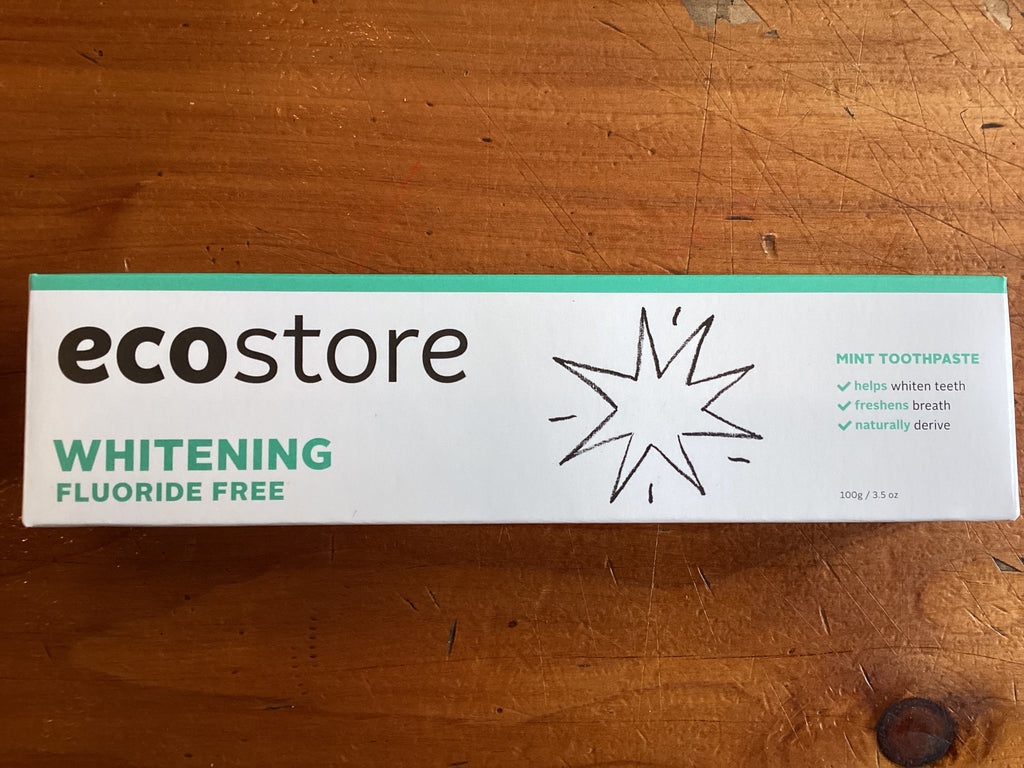 ecostore
WHITENING
FLUORIDE FREE
MINT TOOTHPASTE
helps whiten teeth
freshens breath
naturally derive
100g / 3.5 oz